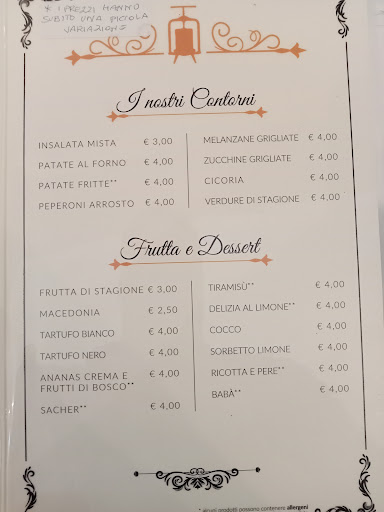 * I PREZZI HANNO
SUBITO UNA PICCOLA
VARIAZIONE
I nostri Contorni
INSALATA MISTA € 3,00
PATATE AL FORNO € 4,00
PATATE FRITTE** € 4,00
PEPERONI ARROSTO € 4,00
MELANZANE GRIGLIATE € 4,00
ZUCCHINE GRIGLIATE € 4,00
CICORIA € 4,00
VERDURE DI STAGIONE € 4,00
Frutta e Dessert
FRUTTA DI STAGIONE € 3,00
MACEDONIA € 2,50
TARTUFO BIANCO € 4,00
TARTUFO NERO € 4,00
ANANAS CREMA E € 4,00
FRUTTI DI BOSCO**
SACHER** € 4,00
TIRAMISÙ** € 4,00
DELIZIA AL LIMONE** € 4,00
COCCO € 4,00
SORBETTO LIMONE € 4,00
RICOTTA E PERE** € 4,00
BABÀ** € 4,00
* alcuni prodotti possono contenere allergeni